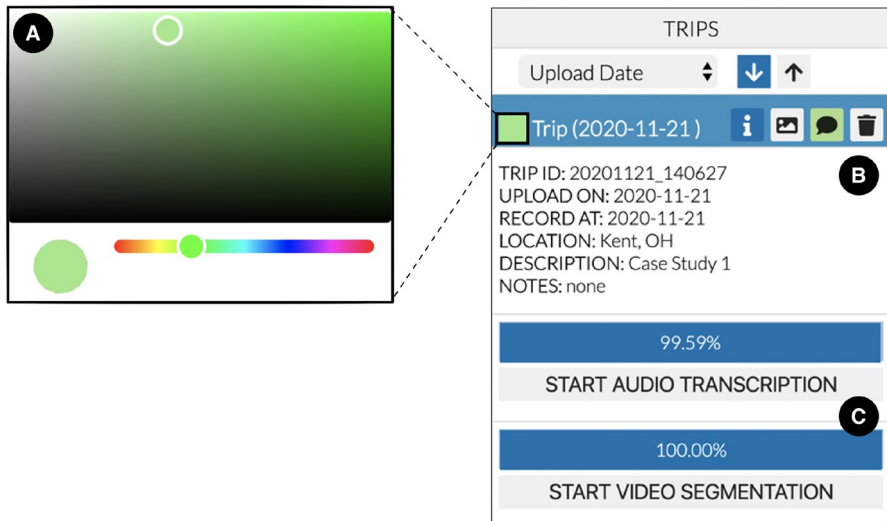 A
TRIPS
Upload Date
Trip (2020-11-21 )
B
TRIP ID: 20201121_140627
UPLOAD ON: 2020-11-21
RECORD AT: 2020-11-21
LOCATION: Kent, OH
DESCRIPTION: Case Study 1
NOTES: none
99.59%
START AUDIO TRANSCRIPTION
C
100.00%
START VIDEO SEGMENTATION